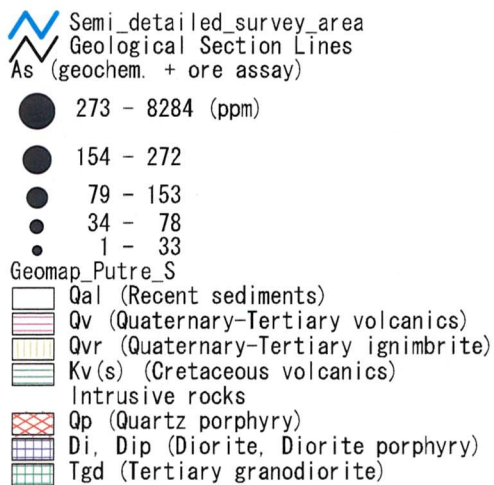 Semi_detailed_survey_area
Geological Section Lines
As (geochem. + ore assay)
273 - 8284 (ppm)
154 - 272
79 - 153
34 - 78
1 - 33
Geomap_Putre_S
Qal (Recent sediments)
Qv (Quaternary-Tertiary volcanics)
Qvr (Quaternary-Tertiary ignimbrite)
Kv(s) (Cretaceous volcanics)
Intrusive rocks
Qp (Quartz porphyry)
Di, Dip (Diorite, Diorite porphyry)
Tgd (Tertiary granodiorite)